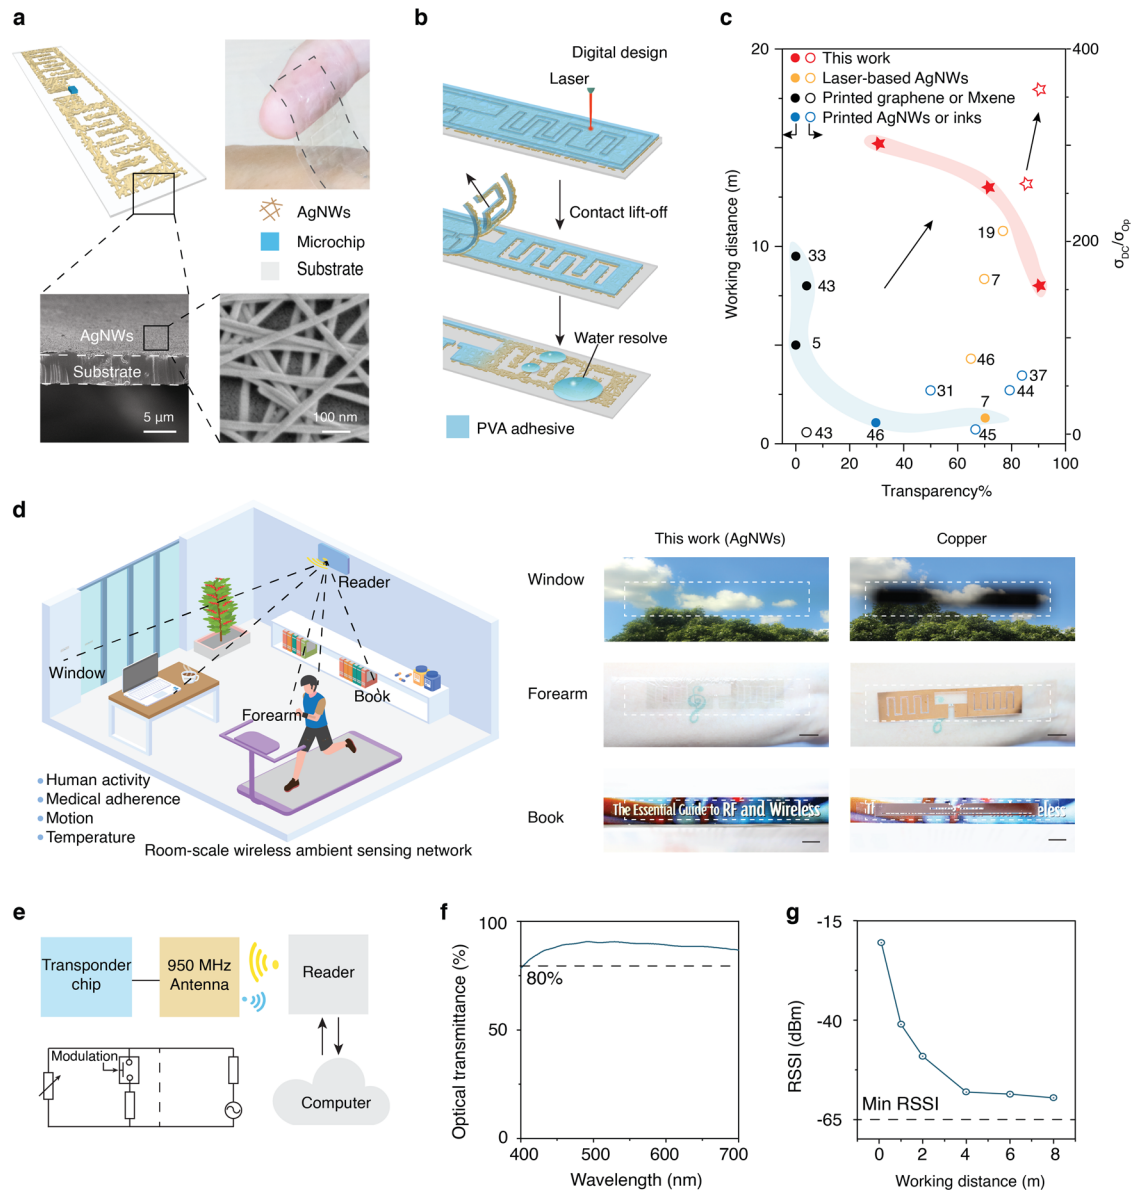 a
AgNWs
Microchip
Substrate
AgNWs
Substrate
5 μm
100 nm
b
Digital design
Laser
Contact lift-off
Water resolve
PVA adhesive
c
This work
Laser-based AgNWs
Printed graphene or Mxene
Printed AgNWs or inks
20
10
0
Working distance (m)
400
200
0
σDC/σOp
33
43
5
43
46
7
45
31
46
7
19
37
44
0
20
40
60
80
100
Transparency%
d
Reader
Window
Book
Forearm
Human activity
Medical adherence
Motion
Temperature
Room-scale wireless ambient sensing network
This work (AgNWs)
Copper
Window
Forearm
Book
The Essential Guide to RF and Wireless
eless
e
Transponder
chip
950 MHz
Antenna
Reader
Modulation
Computer
f
100
50
0
Optical transmittance (%)
80%
400
500
600
700
Wavelength (nm)
g
-15
-40
-65
RSSI (dBm)
Min RSSI
0
2
4
6
8
Working distance (m)